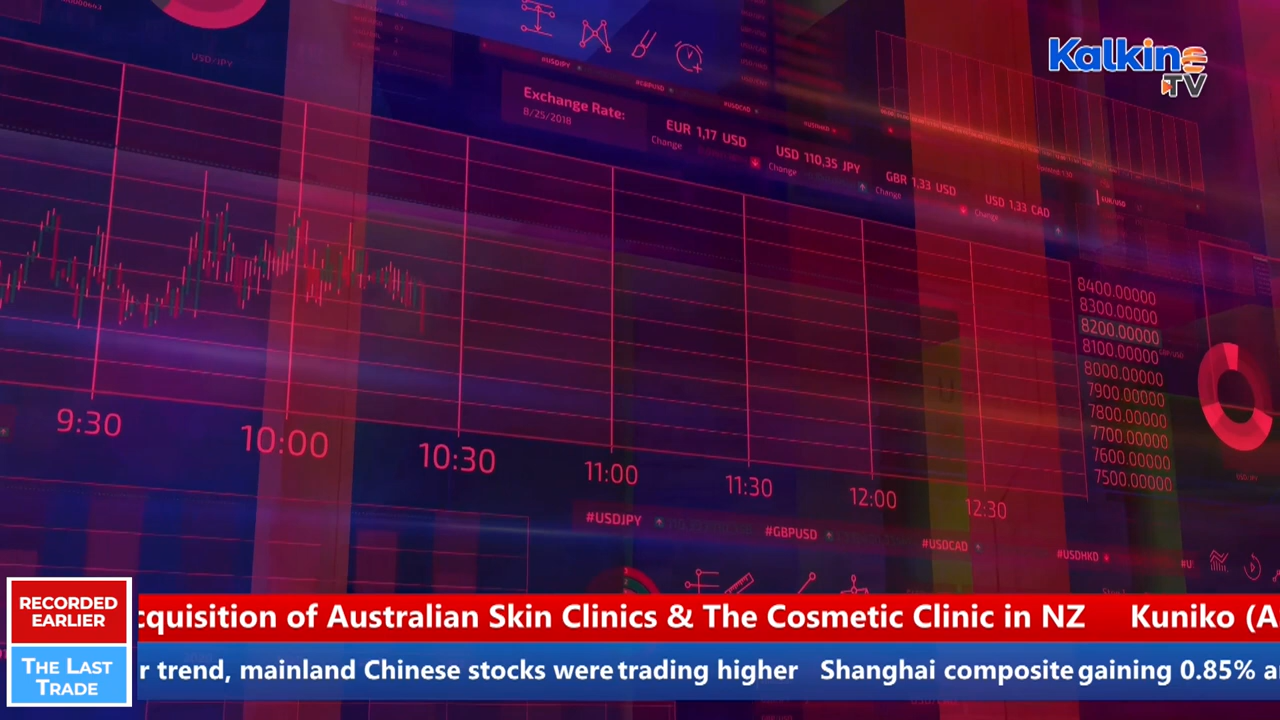 Kalkine
TV
USD/JPY
#USDJPY
#USDCAD
Exchange Rate:
8/25/2018
EUR 1,17 USD
Change
USD 110,35 JPY
Change
GBR 1,33 USD
Change
USD 1,33 CAD
8400.00000
8300.00000
8200.00000
8100.00000
8000.00000
7900.00000
7800.00000
7700.00000
7600.00000
7500.00000
9:30
10:00
10:30
11:00
11:30
12:00
12:30
#USDJPY
#GBPUSD
#USDCAD
#USDHKD
RECORDED
EARLIER
cquisition of Australian Skin Clinics & The Cosmetic Clinic in NZ Kuniko (A
THE LAST
TRADE
r trend, mainland Chinese stocks were trading higher Shanghai composite gaining 0.85% a